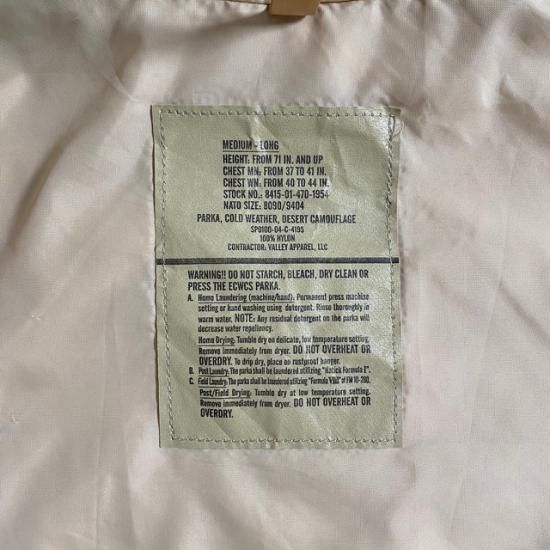 MEDIUM - LONG
HEIGHT: FROM 71 IN. AND UP
CHEST MN: FROM 37 TO 41 IN.
CHEST WN: FROM 40 TO 44 IN.
STOCK NO.: 8415-01-470-1954
NATO SIZE: 8090/9404
PARKA, COLD WEATHER, DESERT CAMOUFLAGE
SP0100-04-C-4195
100% NYLON
CONTRACTOR: VALLEY APPAREL, LLC
WARNING!! DO NOT STARCH, BLEACH, DRY CLEAN OR
PRESS THE ECWCS PARKA.
A. Home Laundering (machine/hand): Permanent press machine
setting or hand washing using detergent. Rinse thoroughly in
warm water. NOTE: Any residual detergent on the parka will
decrease water repellency.
Home Drying: Tumble dry on delicate, low temperature setting.
Remove immediately from dryer. DO NOT OVERHEAT OR
OVERDRY. To drip dry, place on rustproof hanger.
B. Post Laundry. The parka shall be laundered utilizing "Natick Formula I".
C. Field Laundry. The parka shall be laundered utilizing "Formula of FM 10-280.
Post/Field Drying: Tumble dry at low temperature setting.
Remove immediately from dryer. DO NOT OVERHEAT OR
OVERDRY.